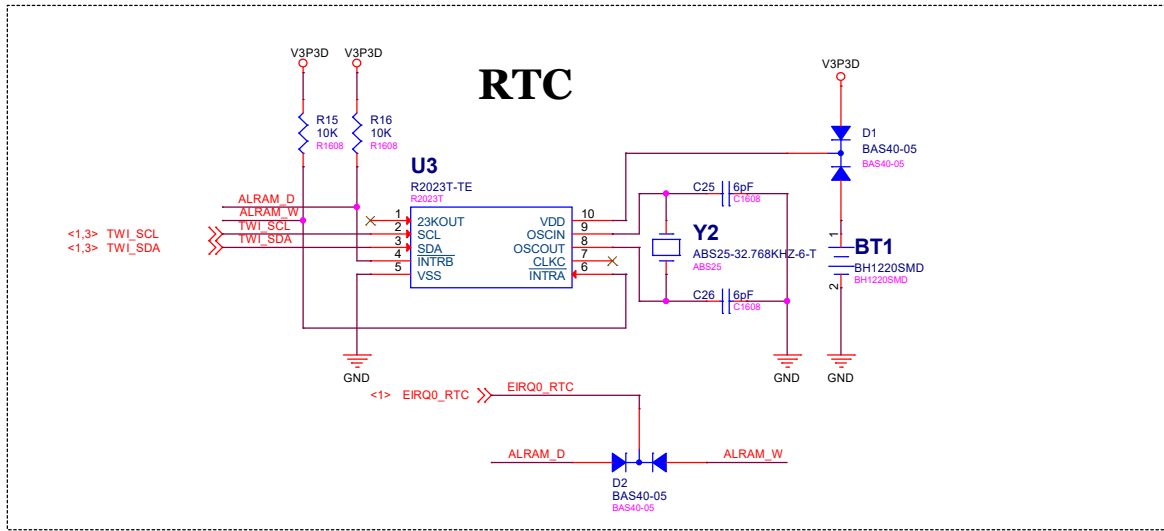 RTC
V3P3D
V3P3D
V3P3D
R15
10K
R1608
R16
10K
R1608
D1
BAS40-05
BAS40-05
U3
R2023T-TE
R2023T
ALRAM_D
ALRAM_W
<1,3> TWI_SCL
TWI_SCL
<1,3> TWI_SDA
TWI_SDA
1 23KOUT
2 SCL
3 SDA
4 INTRB
5 VSS
VDD 10
OSCIN 9
OSCOUT 8
CLKC 7
INTRA 6
C25
6pF
C1608
Y2
ABS25-32.768KHZ-6-T
ABS25
C26
6pF
C1608
1
BT1
BH1220SMD
BH1220SMD
2
GND
GND
GND
<1> EIRQ0_RTC
EIRQ0_RTC
ALRAM_D
ALRAM_W
D2
BAS40-05
BAS40-05